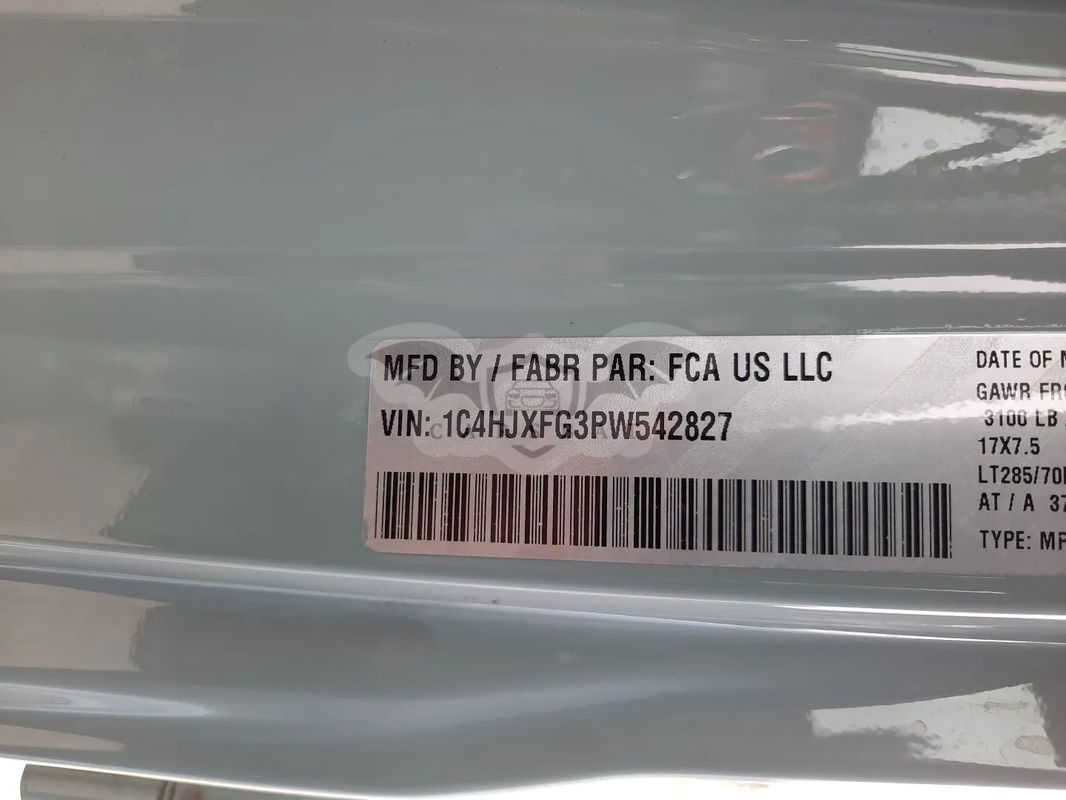 MFD BY / FABR PAR: FCA US LLC
VIN: 1C4HJXFG3PW542827
DATE OF
GAWR
3100 LB
17X7.5
AT / A
TYPE: